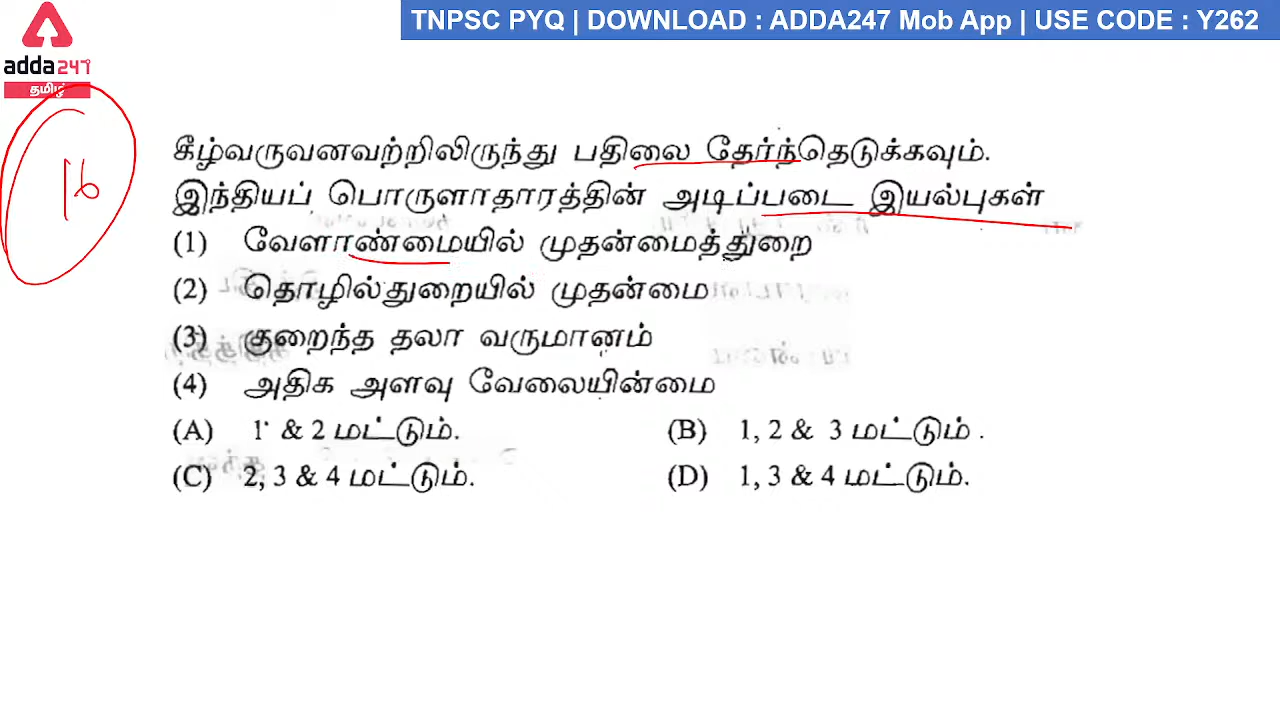 TNPSC PYQ | DOWNLOAD : ADDA247 Mob App | USE CODE : Y262
adda247
தமிழ்
16
கீழ்வருவனவற்றிலிருந்து பதிலை தேர்ந்தெடுக்கவும்.
இந்தியப் பொருளாதாரத்தின் அடிப்படை இயல்புகள்
(1) வேளாண்மையில் முதன்மைத்துறை
(2) தொழில்துறையில் முதன்மை
(3) குறைந்த தலா வருமானம்
(4) அதிக அளவு வேலையின்மை
(A) 1 & 2 மட்டும். (B) 1, 2 & 3 மட்டும் .
(C) 2, 3 & 4 மட்டும். (D) 1, 3 & 4 மட்டும்.